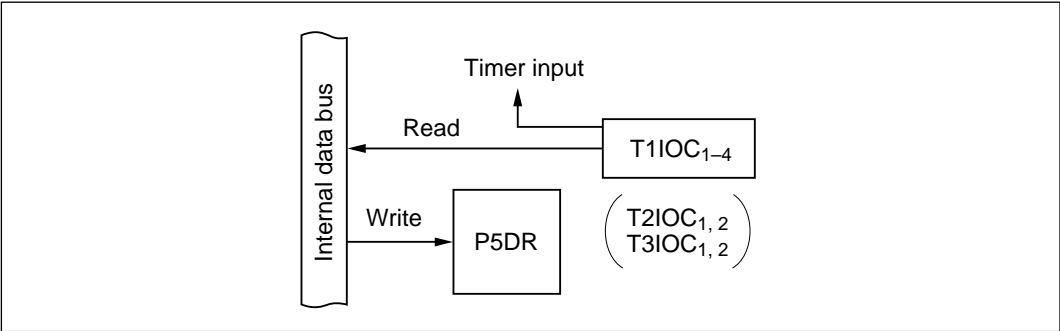 Timer input
Internal data bus
Read
T1IOC1–4
Write
P5DR
T2IOC1, 2
T3IOC1, 2